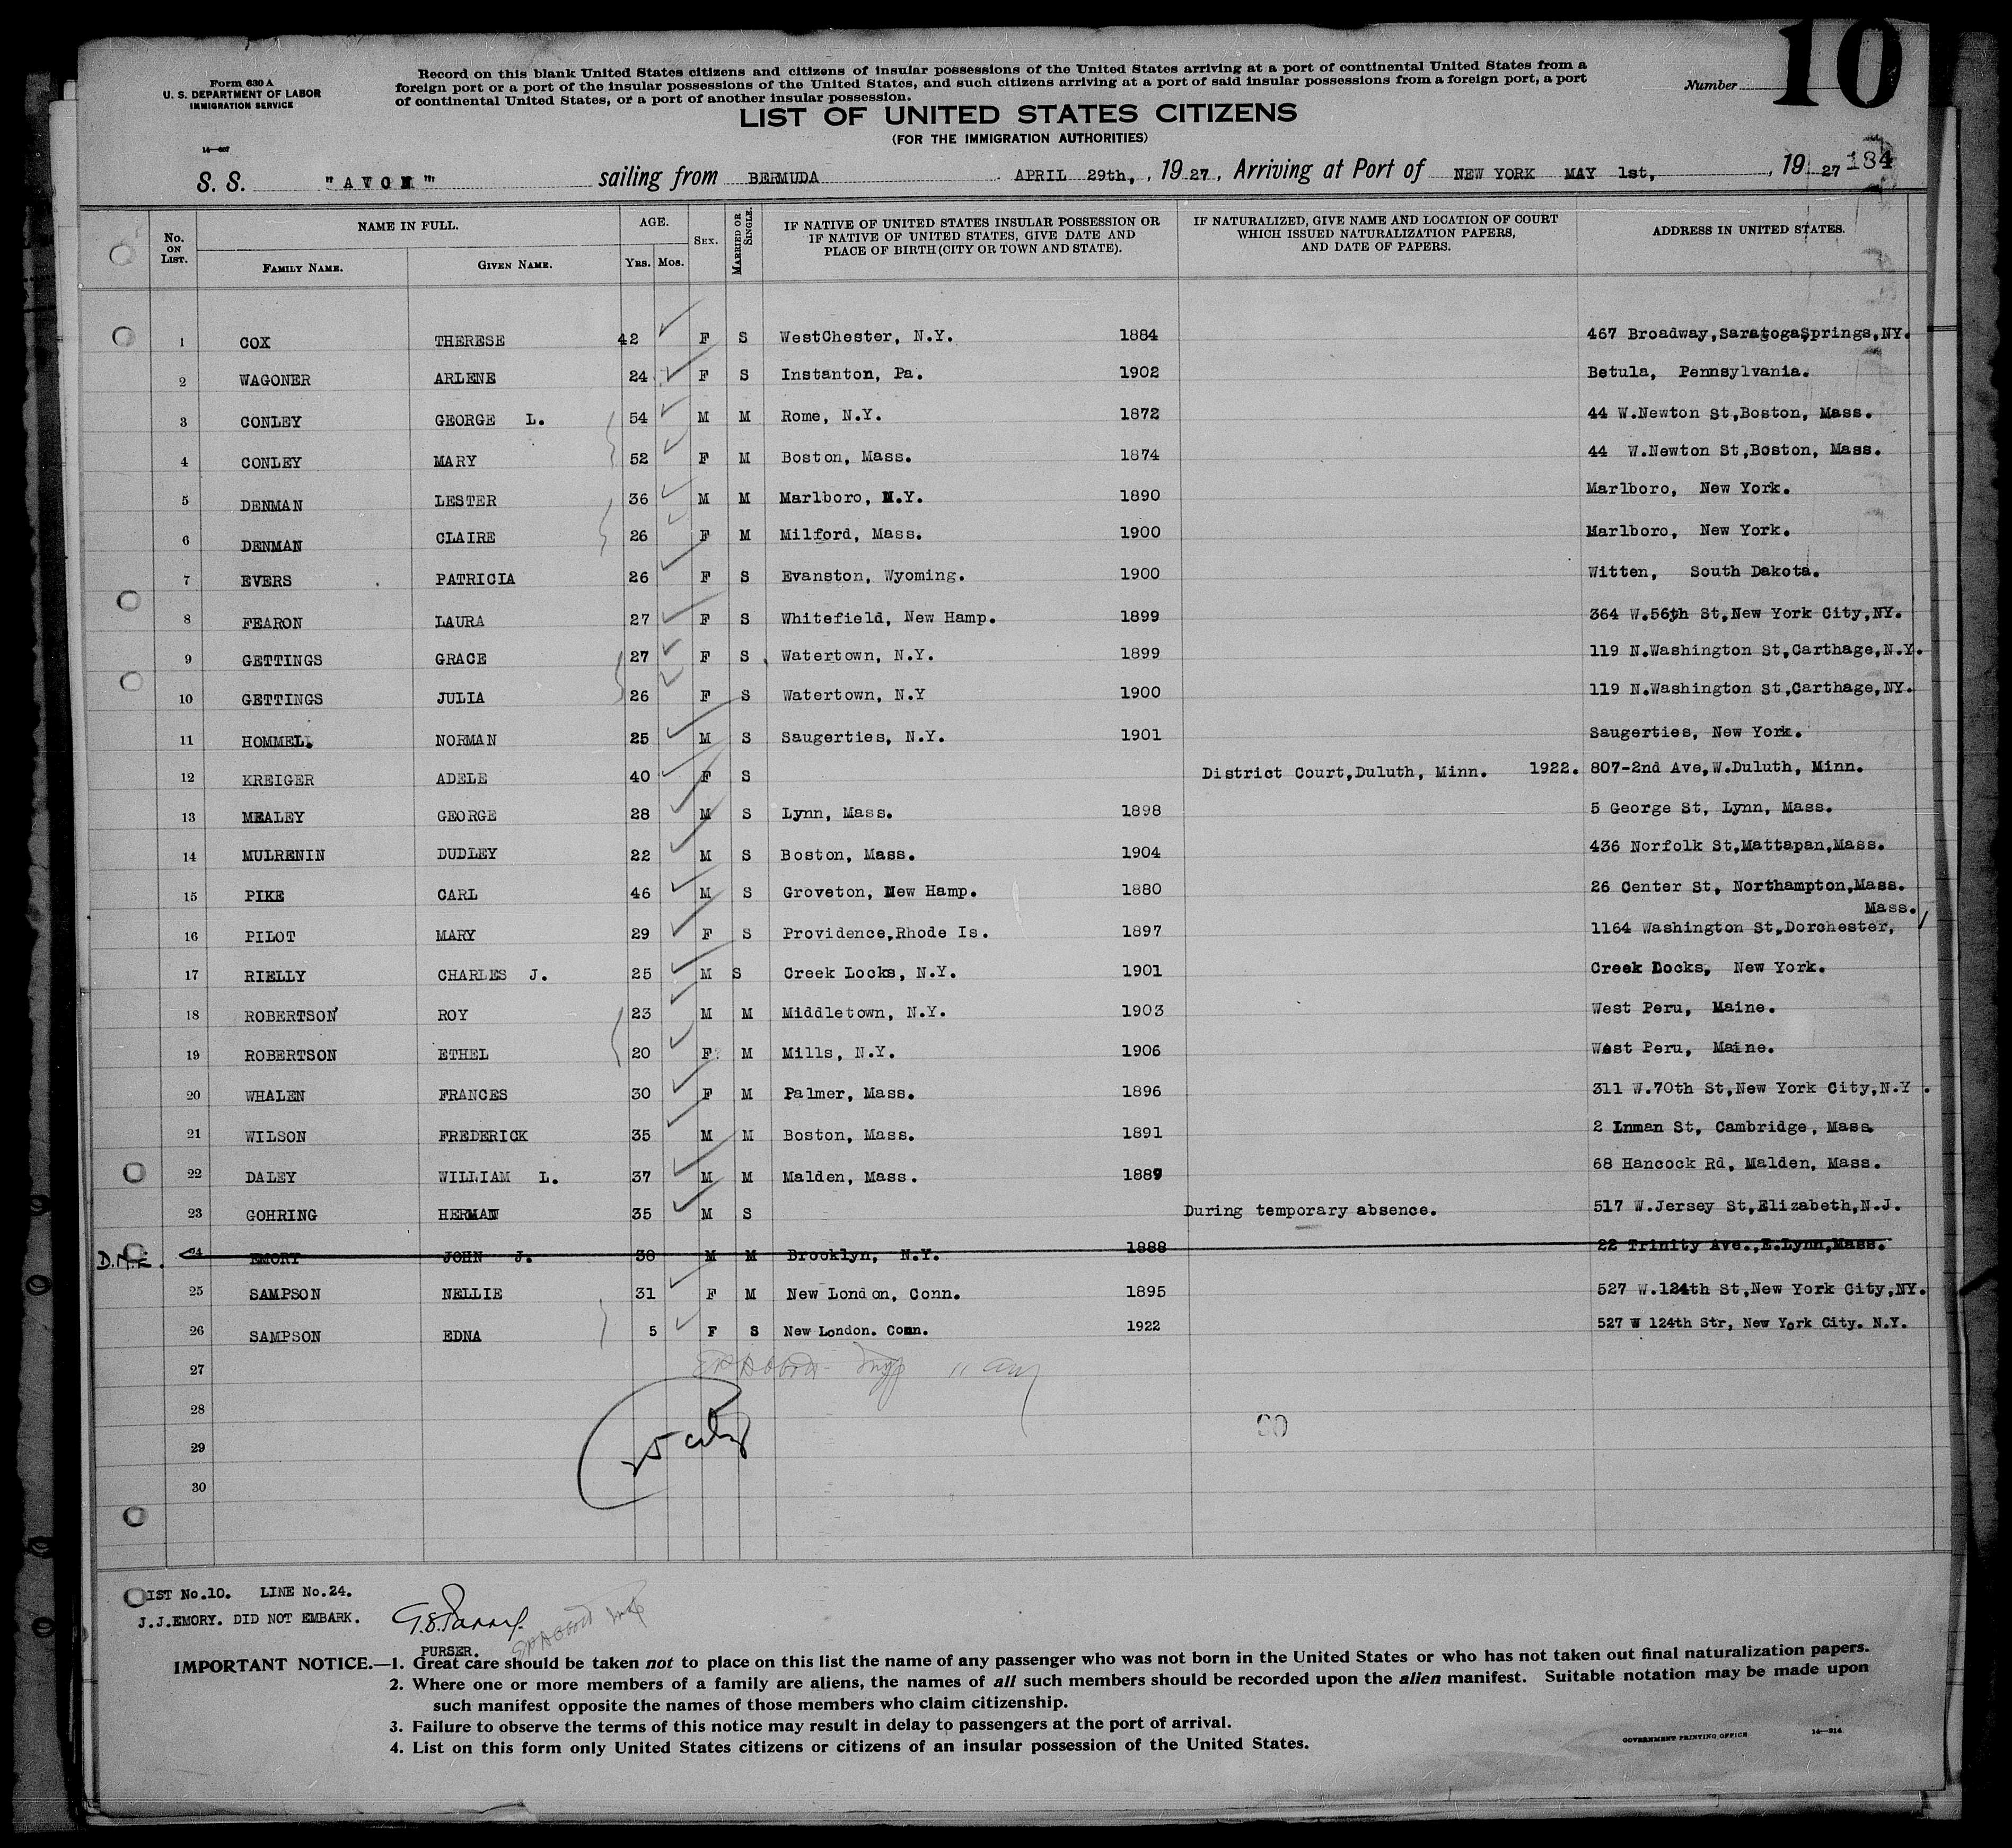 10
Form 630 A
U. S. DEPARTMENT OF LABOR
IMMIGRATION SERVICE
14—607
Record on this blank United States citizens and citizens of insular possessions of the United States arriving at a port of continental United States from a
foreign port or a port of the insular possessions of the United States, and such citizens arriving at a port of said insular possessions from a foreign port, a port
of continental United States, or a port of another insular possession.
Number
LIST OF UNITED STATES CITIZENS
(FOR THE IMMIGRATION AUTHORITIES)
184
S. S. "AVON" sailing from BERMUDA APRIL 29th, , 19 27, Arriving at Port of NEW YORK MAY 1st, , 19 27
No. ON LIST. NAME IN FULL. FAMILY NAME. GIVEN NAME. AGE. YRS. MOS. SEX. MARRIED OR SINGLE. IF NATIVE OF UNITED STATES INSULAR POSSESSION OR IF NATIVE OF UNITED STATES, GIVE DATE AND PLACE OF BIRTH (CITY OR TOWN AND STATE). IF NATURALIZED, GIVE NAME AND LOCATION OF COURT WHICH ISSUED NATURALIZATION PAPERS, AND DATE OF PAPERS. ADDRESS IN UNITED STATES.
1 COX THERESE 42 F S WestChester, N.Y. 1884 467 Broadway,SaratogaSprings,NY.
2 WAGONER ARLENE 24 F S Instanton, Pa. 1902 Betula, Pennsylvania.
3 CONLEY GEORGE L. 54 M M Rome, N.Y. 1872 44 W.Newton St,Boston, Mass.
4 CONLEY MARY 52 F M Boston, Mass. 1874 44 W.Newton St,Boston, Mass.
5 DENMAN LESTER 36 M M Marlboro, N.Y. 1890 Marlboro, New York.
6 DENMAN CLAIRE 26 F M Milford, Mass. 1900 Marlboro, New York.
7 EVERS PATRICIA 26 F S Evanston, Wyoming. 1900 Witten, South Dakota.
8 FEARON LAURA 27 F S Whitefield, New Hamp. 1899 364 W.56th St,New York City,NY.
9 GETTINGS GRACE 27 F S Watertown, N.Y. 1899 119 N.Washington St,Carthage,N.Y.
10 GETTINGS JULIA 26 F S Watertown, N.Y 1900 119 N.Washington St,Carthage,NY.
11 HOMMEL. NORMAN 25 M S Saugerties, N.Y. 1901 Saugerties, New York.
12 KREIGER ADELE 40 F S District Court,Duluth, Minn. 1922. 807-2nd Ave,W.Duluth, Minn.
13 MEALEY GEORGE 28 M S Lynn, Mass. 1898 5 George St, Lynn, Mass.
14 MULRENIN DUDLEY 22 M S Boston, Mass. 1904 436 Norfolk St,Mattapan,Mass.
15 PIKE CARL 46 M S Groveton, New Hamp. 1880 26 Center St, Northampton,Mass.
Mass.
16 PILOT MARY 29 F S Providence,Rhode Is. 1897 1164 Washington St,Dorchester,
17 RIELLY CHARLES J. 25 M S Creek Locks, N.Y. 1901 Creek Locks, New York.
18 ROBERTSON ROY 23 M M Middletown, N.Y. 1903 West Peru, Maine.
19 ROBERTSON ETHEL 20 F M Mills, N.Y. 1906 West Peru, Maine.
20 WHALEN FRANCES 30 F M Palmer, Mass. 1896 311 W.70th St,New York City,N.Y.
21 WILSON FREDERICK 35 M M Boston, Mass. 1891 2 Inman St, Cambridge, Mass.
22 DALEY WILLIAM L. 37 M M Malden, Mass. 1889 68 Hancock Rd, Malden, Mass.
23 GOHRING HERMAN 35 M S During temporary absence. 517 W.Jersey St,Elizabeth,N.J.
D.N.E. 24 EMORY JOHN J. 38 M M Brooklyn, N.Y. 1888 22 Trinity Ave.,E.Lynn,Mass.
25 SAMPSON NELLIE 31 F M New London, Conn. 1895 527 W.124th St,New York City,NY.
26 SAMPSON EDNA 5 F S New London. Conn. 1922 527 W 124th Str, New York City. N.Y.
27
28
29
30
LIST No.10. LINE No.24.
J.J.EMORY. DID NOT EMBARK.
PURSER.
IMPORTANT NOTICE.—1. Great care should be taken not to place on this list the name of any passenger who was not born in the United States or who has not taken out final naturalization papers.
2. Where one or more members of a family are aliens, the names of all such members should be recorded upon the alien manifest. Suitable notation may be made upon
such manifest opposite the names of those members who claim citizenship.
3. Failure to observe the terms of this notice may result in delay to passengers at the port of arrival.
4. List on this form only United States citizens or citizens of an insular possession of the United States.
GOVERNMENT PRINTING OFFICE 14—814